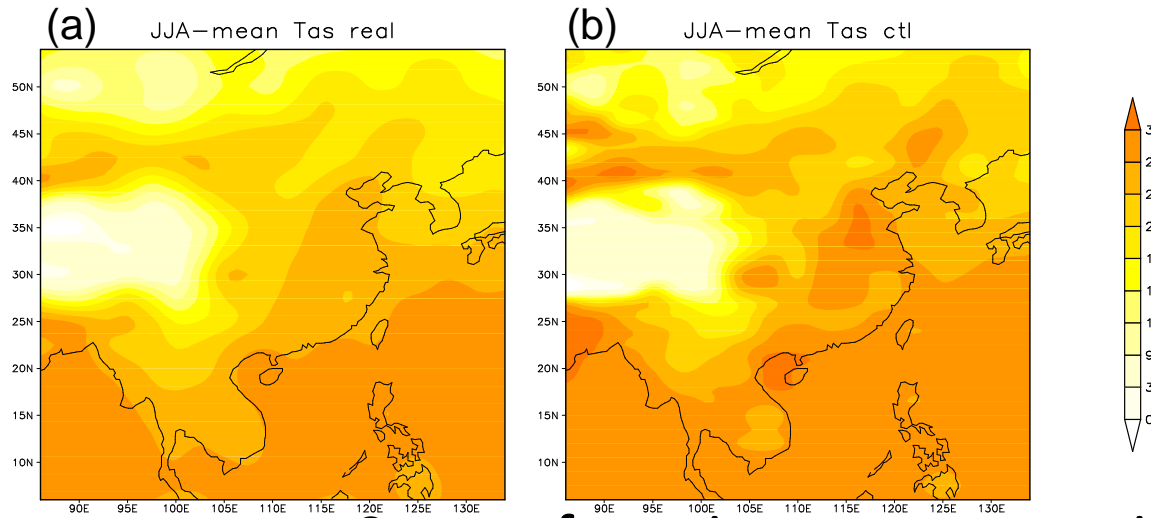 (a) JJA−mean Tas real
(b) JJA−mean Tas ctl
50N
45N
40N
35N
30N
25N
20N
15N
10N
90E 95E 100E 105E 110E 115E 120E 125E 130E
50N
45N
40N
35N
30N
25N
20N
15N
10N
90E 95E 100E 105E 110E 115E 120E 125E 130E
9